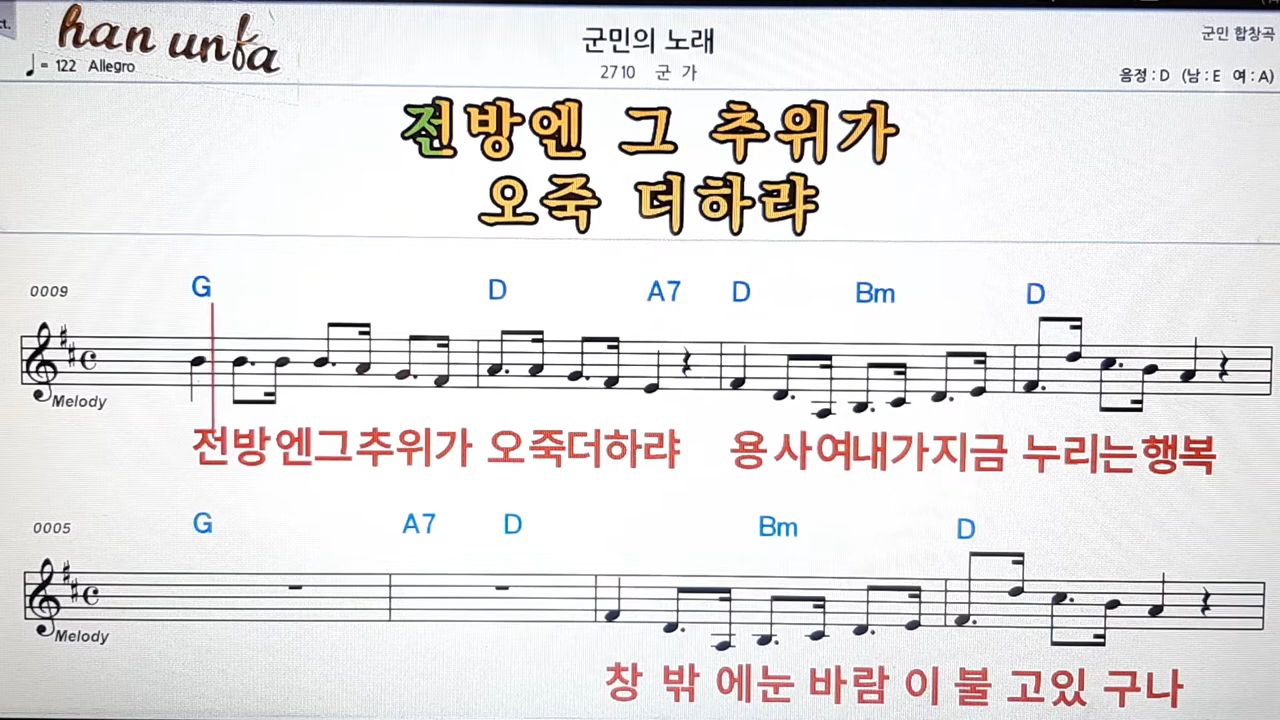 ct.
han unfa
군민의 노래
군민 합창곡
♩= 122 Allegro
2710 군 가
음정 : D (남 : E 여 : A)
전방엔 그 추위가
오죽 더하랴
0009
G D A7 D Bm D
Melody
전방엔그추위가 오죽더하랴 용사여내가지금 누리는행복
0005
G A7 D Bm D
Melody
창 밖 에눈 바람 이 불 고있 구나